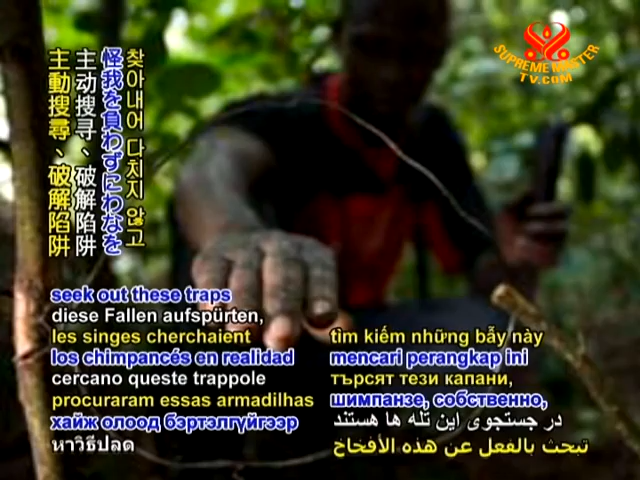 SUPREME MASTER
TV.COM
찾아내어 다치지 않고
怪我を負わずにわなを
主动搜寻、破解陷阱
主動搜尋、破解陷阱
seek out these traps
diese Fallen aufspürten,
les singes cherchaient
los chimpancés en realidad
cercano queste trappole
procuraram essas armadilhas
хайж олоод бэртэлгүйгээр
หาวิธีปลด
tìm kiếm những bẫy này
mencari perangkap ini
търсят тези капани,
шимпанзе, собственно,
در جستجوی این تله ها هستند
تبحث بالفعل عن هذه الأفخاخ